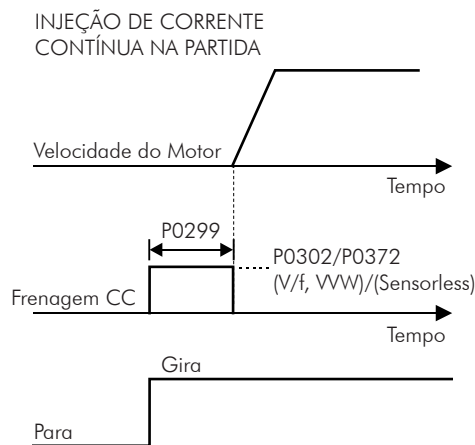 INJEÇÃO DE CORRENTE
CONTÍNUA NA PARTIDA
Velocidade do Motor
Tempo
P0299
P0302/P0372
(V/f, VVW)/(Sensorless)
Frenagem CC
Tempo
Gira
Para